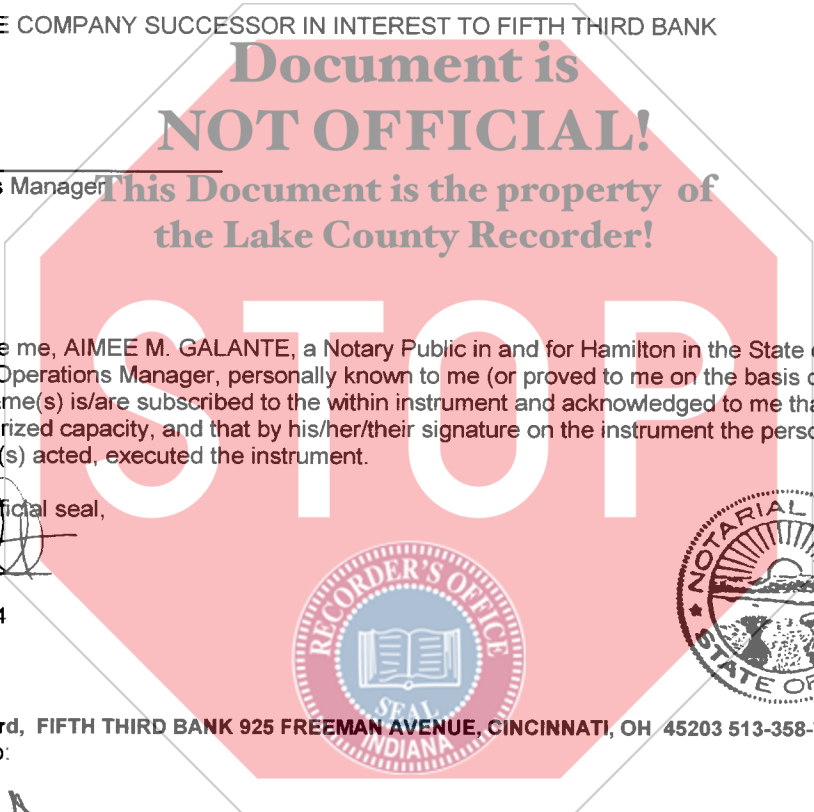 E COMPANY SUCCESSOR IN INTEREST TO FIFTH THIRD BANK
Document is
NOT OFFICIAL!
s Manager
This Document is the property of
the Lake County Recorder!
STOP
e me, AIMEE M. GALANTE, a Notary Public in and for Hamilton in the State
Operations Manager, personally known to me (or proved to me on the basis
me(s) is/are subscribed to the within instrument and acknowledged to me tha
rized capacity, and that by his/her/their signature on the instrument the perso
(s) acted, executed the instrument.
ficial seal,
NOTARIAL
STATE OF
4
RECORDER'S OFFICE
SEAL
INDIANA
rd, FIFTH THIRD BANK 925 FREEMAN AVENUE, CINCINNATI, OH 45203 513-358-
o: